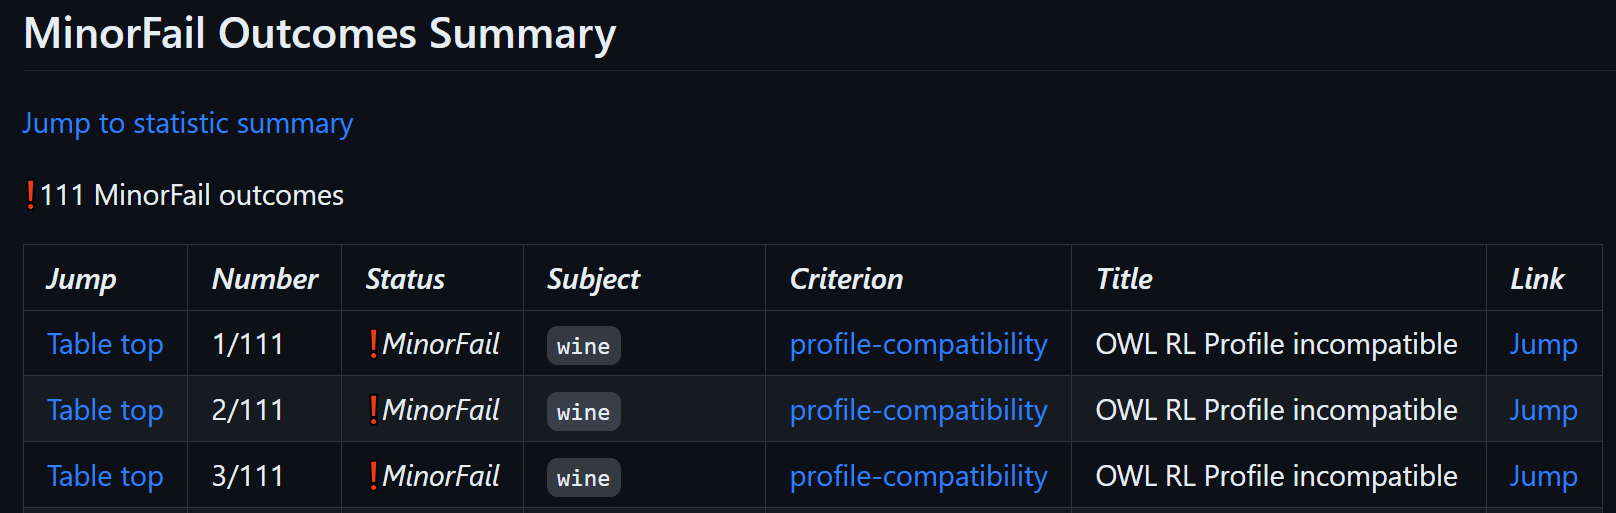 MinorFail Outcomes Summary
Jump to statistic summary
❗111 MinorFail outcomes
Jump Number Status Subject Criterion Title Link
Table top 1/111 ❗MinorFail wine profile-compatibility OWL RL Profile incompatible Jump
Table top 2/111 ❗MinorFail wine profile-compatibility OWL RL Profile incompatible Jump
Table top 3/111 ❗MinorFail wine profile-compatibility OWL RL Profile incompatible Jump